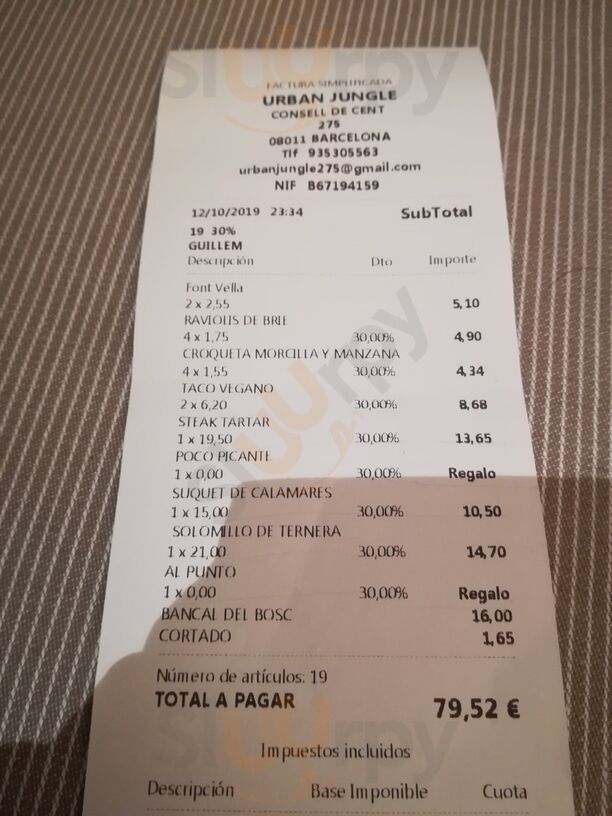 FACTURA SIMPLIFICADA
URBAN JUNGLE
CONSELL DE CENT
275
08011 BARCELONA
Tlf 935305563
urbanjungle275@gmail.com
NIF B67194159
12/10/2019 23:34 SubTotal
19 30%
GUILLEM
Descripción Dto Importe
Font Vella
2 x 2,55 5,10
RAVIOLIS DE BRIE
4 x 1,75 30,00% 4,90
CROQUETA MORCILLA Y MANZANA
4 x 1,55 30,00% 4,34
TACO VEGANO
2 x 6,20 30,00% 8,68
STEAK TARTAR
1 x 19,50 30,00% 13,65
POCO PICANTE
1 x 0,00 30,00% Regalo
SUQUET DE CALAMARES
1 x 15,00 30,00% 10,50
SOLOMILLO DE TERNERA
1 x 21,00 30,00% 14,70
AL PUNTO
1 x 0,00 30,00% Regalo
BANCAL DEL BOSC 16,00
CORTADO 1,65
Número de artículos: 19
TOTAL A PAGAR 79,52 €
Impuestos incluidos
Descripción Base Imponible Cuota
sluurpy
sluurpy
sluurpy